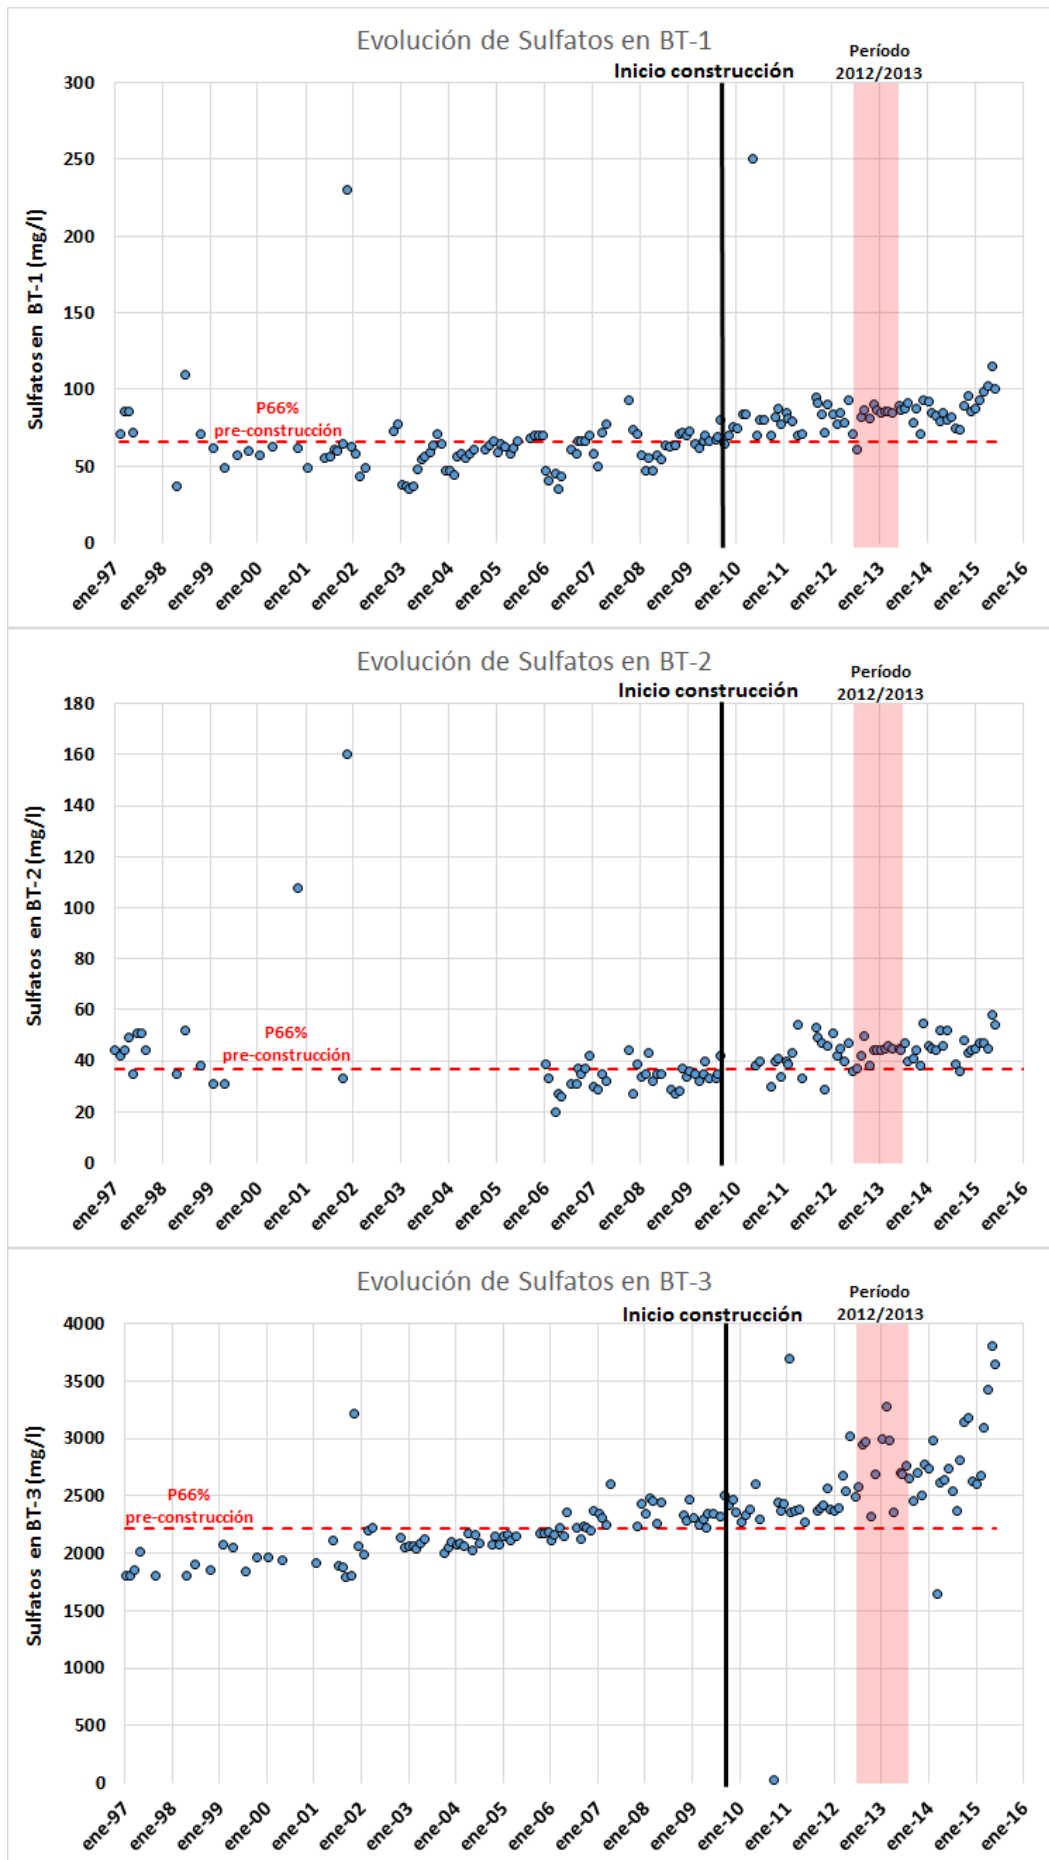 Evolución de Sulfatos en BT-1
Período
2012/2013
Inicio construcción
Sulfatos en BT-1 (mg/l)
300
250
200
150
100
50
0
P66%
pre-construcción
ene-97 ene-98 ene-99 ene-00 ene-01 ene-02 ene-03 ene-04 ene-05 ene-06 ene-07 ene-08 ene-09 ene-10 ene-11 ene-12 ene-13 ene-14 ene-15 ene-16
Evolución de Sulfatos en BT-2
Período
2012/2013
Inicio construcción
Sulfatos en BT-2 (mg/l)
180
160
140
120
100
80
60
40
20
0
P66%
pre-construcción
ene-97 ene-98 ene-99 ene-00 ene-01 ene-02 ene-03 ene-04 ene-05 ene-06 ene-07 ene-08 ene-09 ene-10 ene-11 ene-12 ene-13 ene-14 ene-15 ene-16
Evolución de Sulfatos en BT-3
Período
2012/2013
Inicio construcción
Sulfatos en BT-3 (mg/l)
4000
3500
3000
2500
2000
1500
1000
500
0
P66%
pre-construcción
ene-97 ene-98 ene-99 ene-00 ene-01 ene-02 ene-03 ene-04 ene-05 ene-06 ene-07 ene-08 ene-09 ene-10 ene-11 ene-12 ene-13 ene-14 ene-15 ene-16